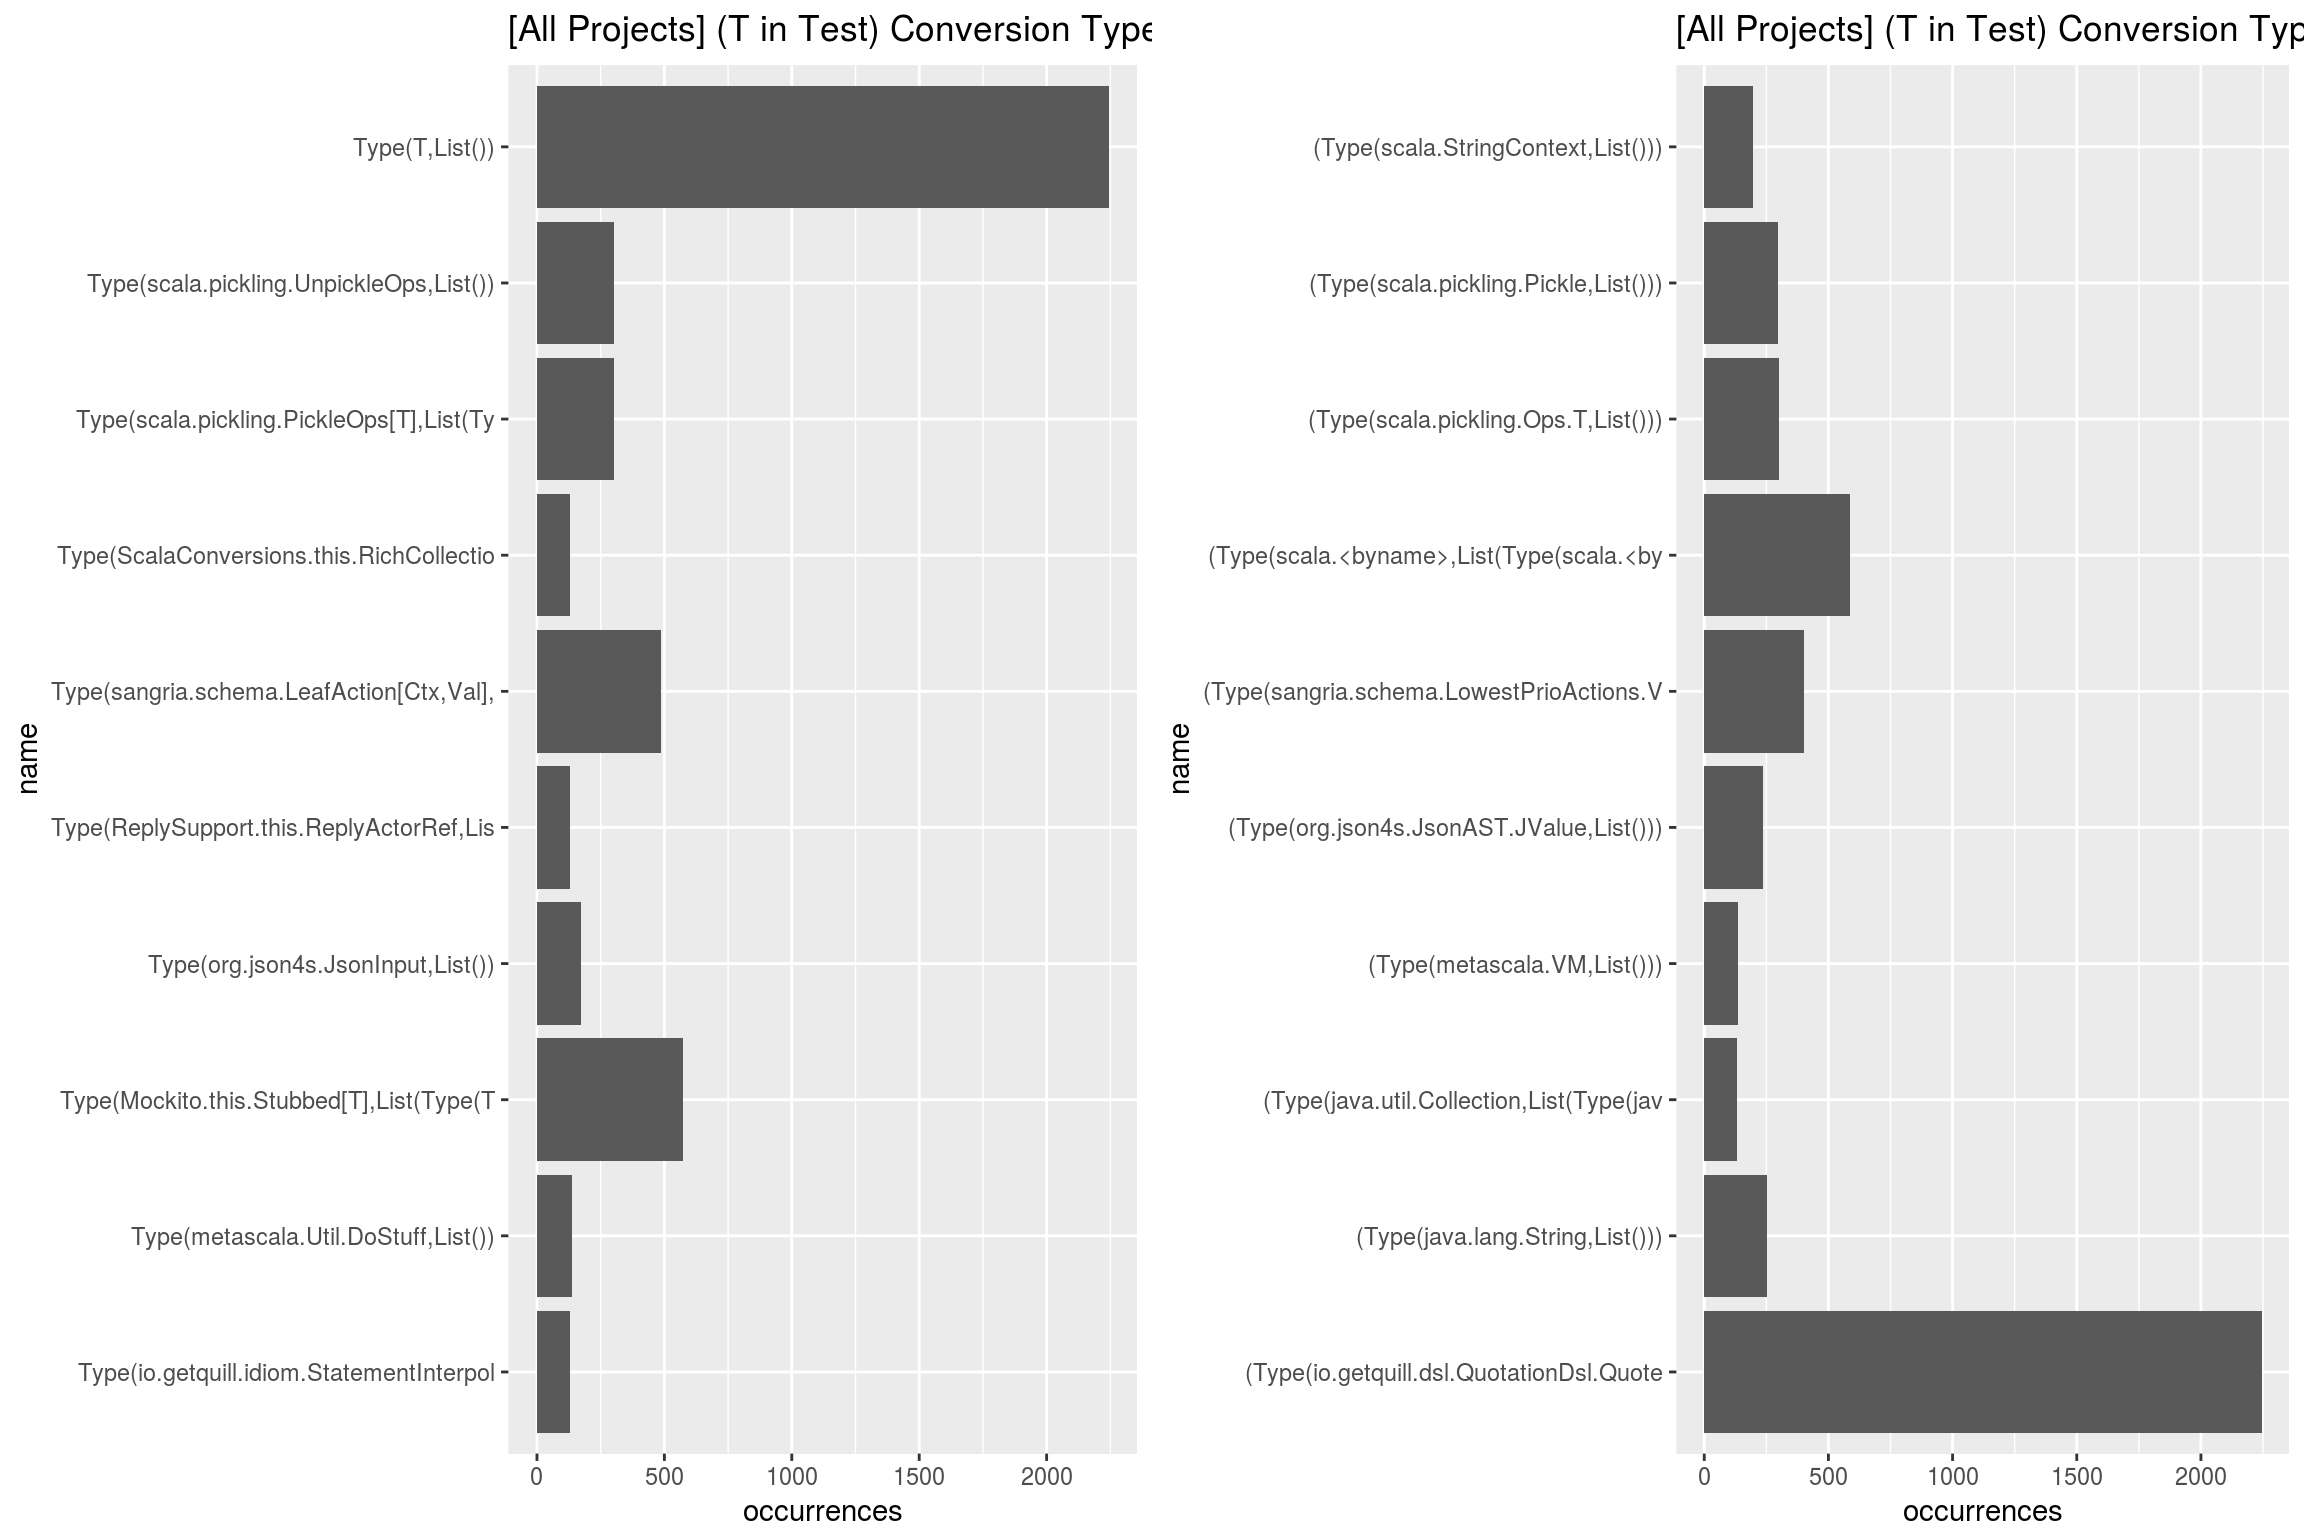 [All Projects] (T in Test) Conversion Type
Type(T,List())
Type(scala.pickling.UnpickleOps,List())
Type(scala.pickling.PickleOps[T],List(Ty
Type(ScalaConversions.this.RichCollectio
Type(sangria.schema.LeafAction[Ctx,Val],
Type(ReplySupport.this.ReplyActorRef,Lis
Type(org.json4s.JsonInput,List())
Type(Mockito.this.Stubbed[T],List(Type(T
Type(metascala.Util.DoStuff,List())
Type(io.getquill.idiom.StatementInterpol
name
0 500 1000 1500 2000
occurrences
[All Projects] (T in Test) Conversion Typ
(Type(scala.StringContext,List()))
(Type(scala.pickling.Pickle,List()))
(Type(scala.pickling.Ops.T,List()))
(Type(scala.<byname>,List(Type(scala.<by
(Type(sangria.schema.LowestPrioActions.V
(Type(org.json4s.JsonAST.JValue,List()))
(Type(metascala.VM,List()))
(Type(java.util.Collection,List(Type(jav
(Type(java.lang.String,List()))
(Type(io.getquill.dsl.QuotationDsl.Quote
name
0 500 1000 1500 2000
occurrences